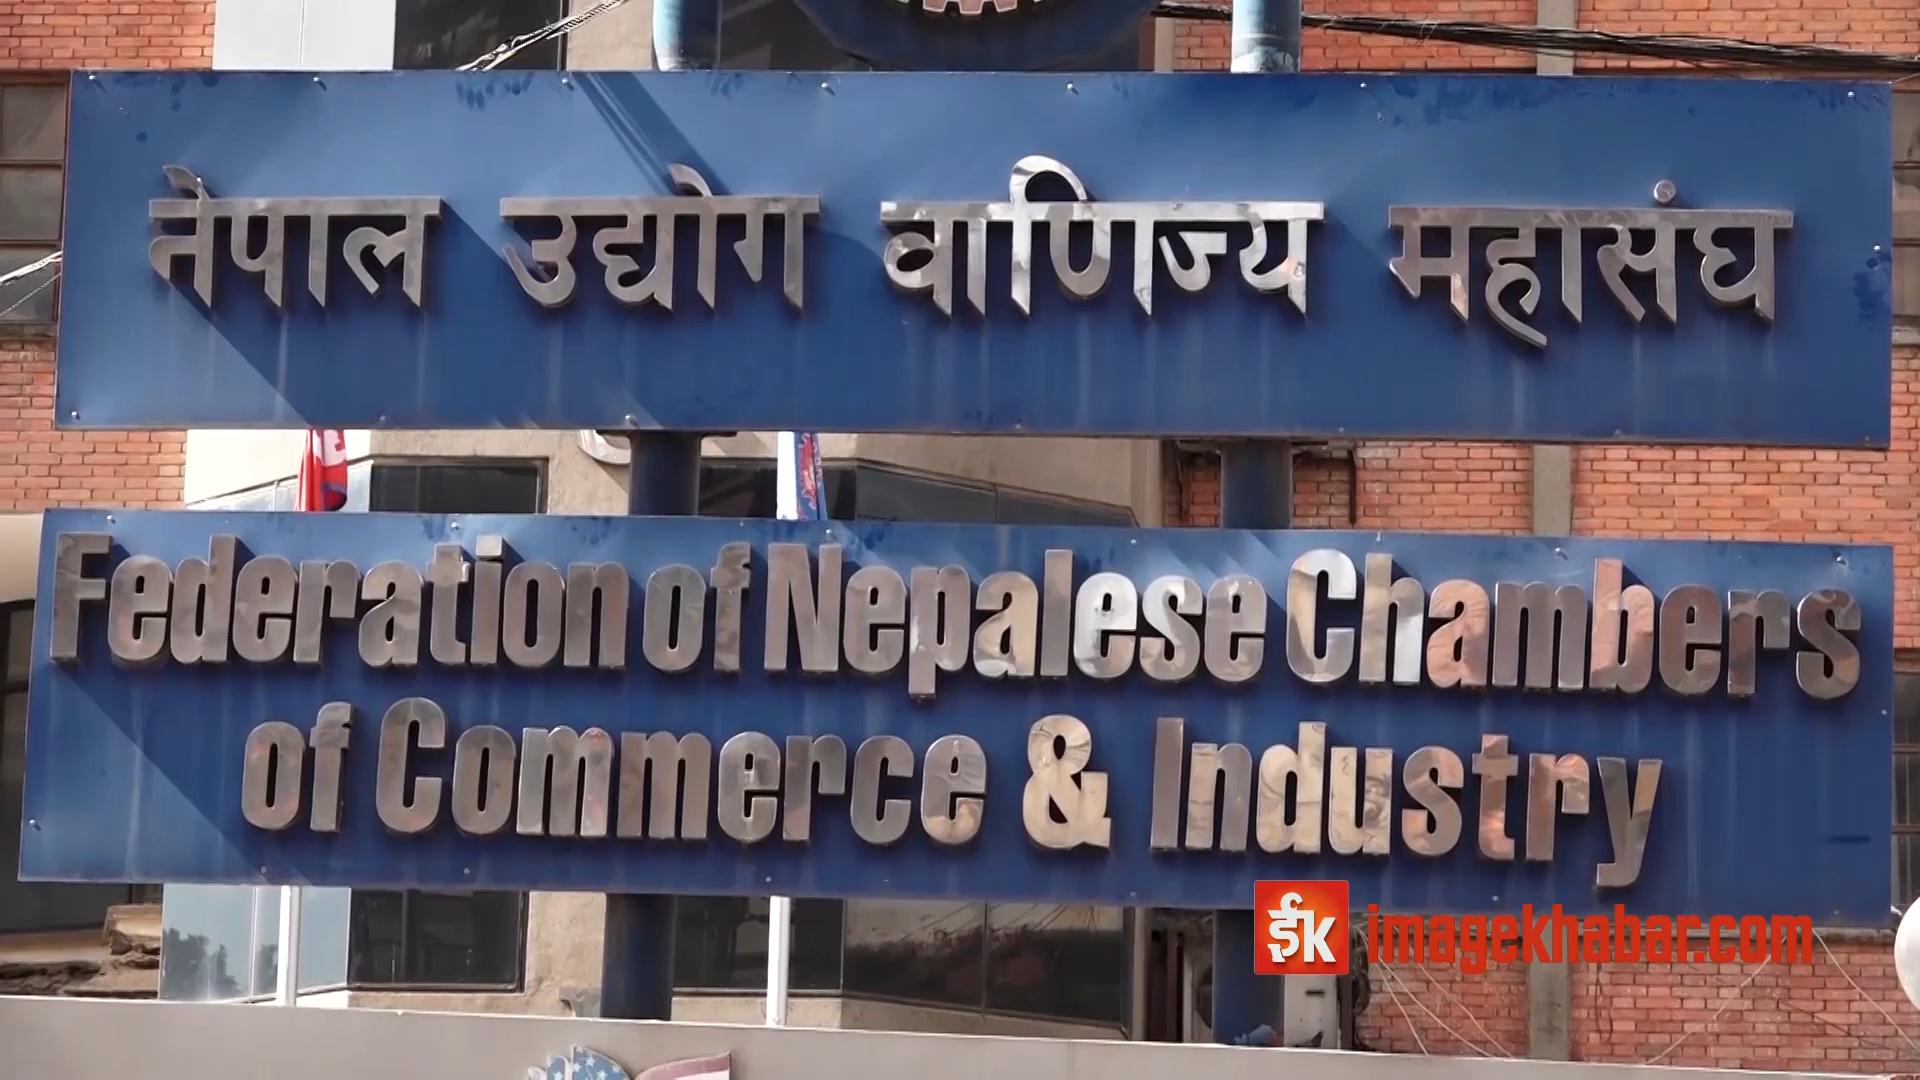 नेपाल उद्योग वाणिज्य महासंघ
Federation of Nepalese Chambers
of Commerce & Industry
ईk imagekhabar.com